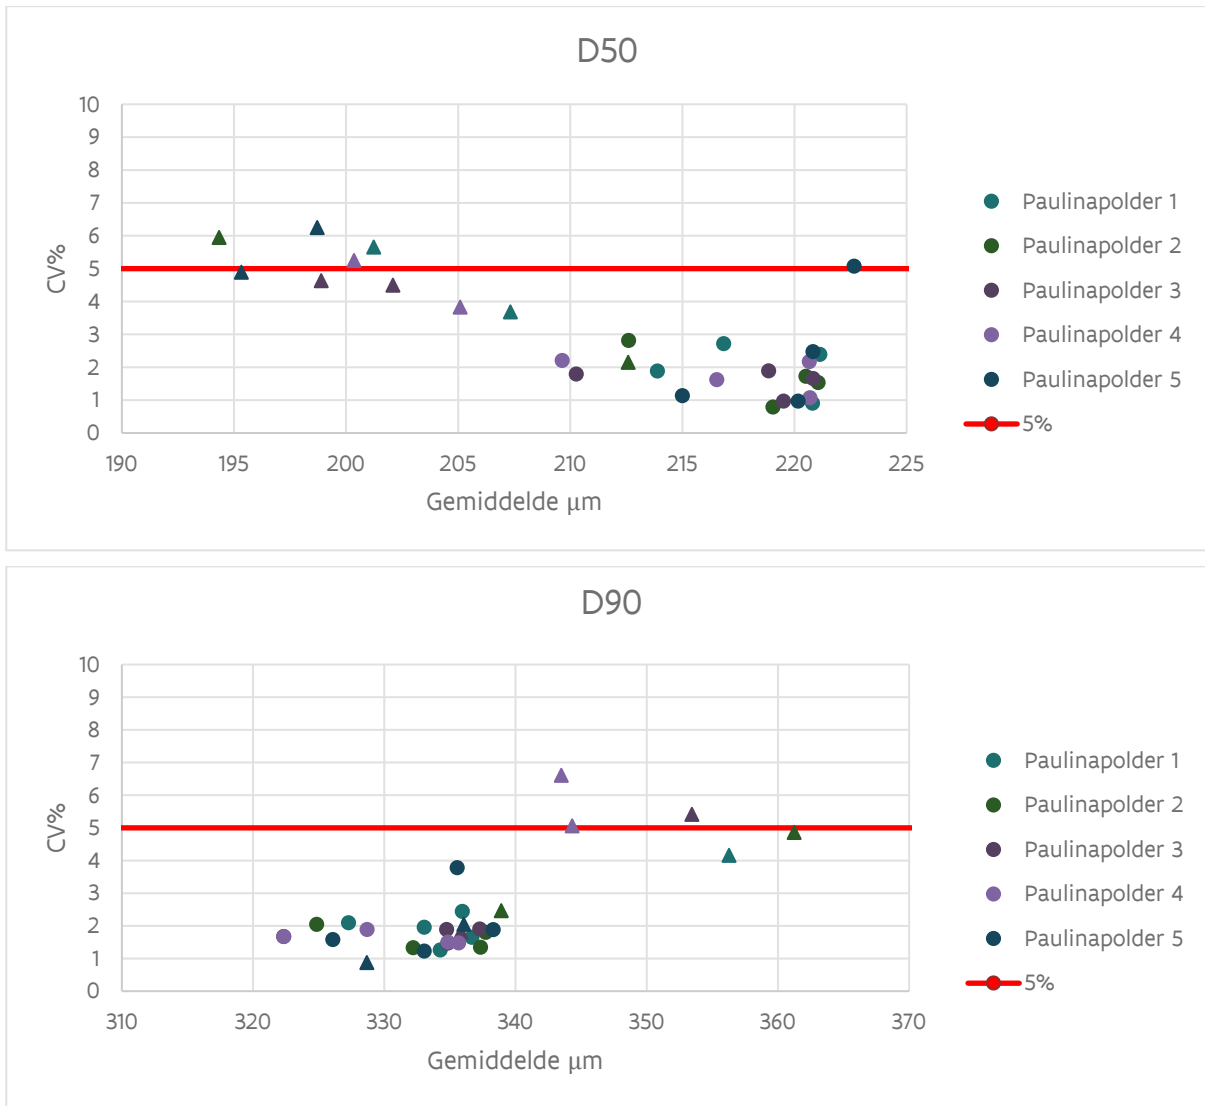 D50
10
9
8
7
6
5
4
3
2
1
0
CV%
190 195 200 205 210 215 220 225
Gemiddelde μm
Paulinapolder 1
Paulinapolder 2
Paulinapolder 3
Paulinapolder 4
Paulinapolder 5
5%
D90
10
9
8
7
6
5
4
3
2
1
0
CV%
310 320 330 340 350 360 370
Gemiddelde μm
Paulinapolder 1
Paulinapolder 2
Paulinapolder 3
Paulinapolder 4
Paulinapolder 5
5%